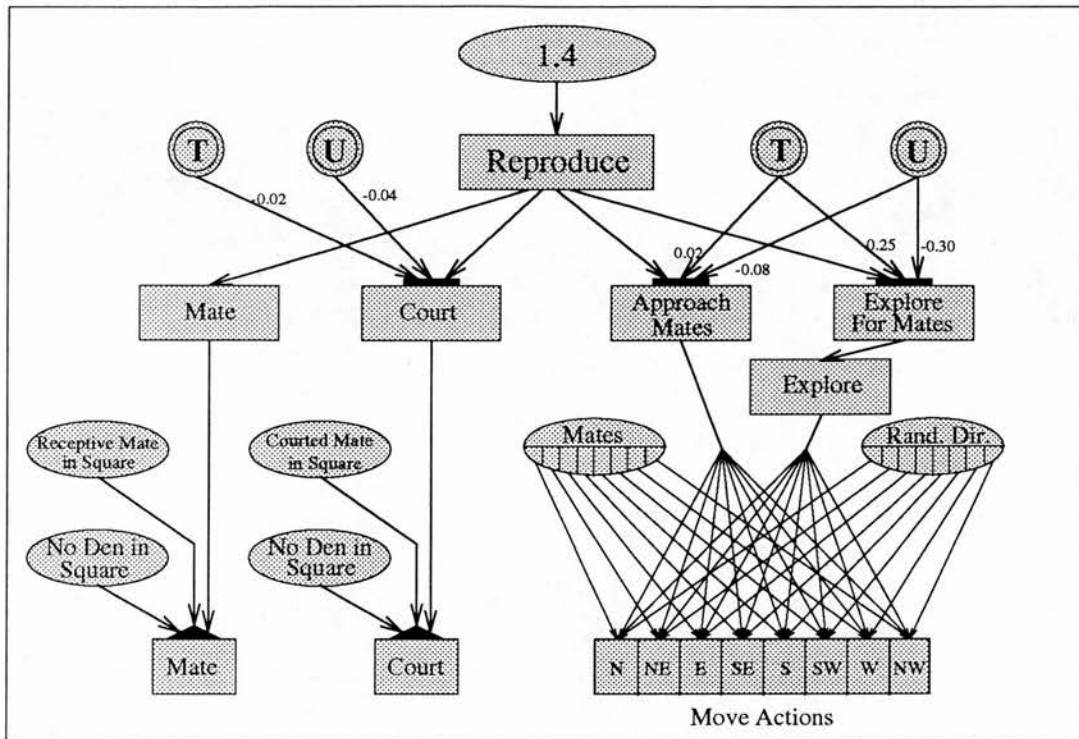 1.4
T
U
Reproduce
T
U
-0.02
-0.04
0.02
-0.08
0.25
-0.30
Mate
Court
Approach
Mates
Explore
For Mates
Explore
Receptive Mate
in Square
Courted Mate
in Square
Mates
Rand. Dir.
No Den in
Square
No Den in
Square
Mate
Court
N NE E SE S SW W NW
Move Actions